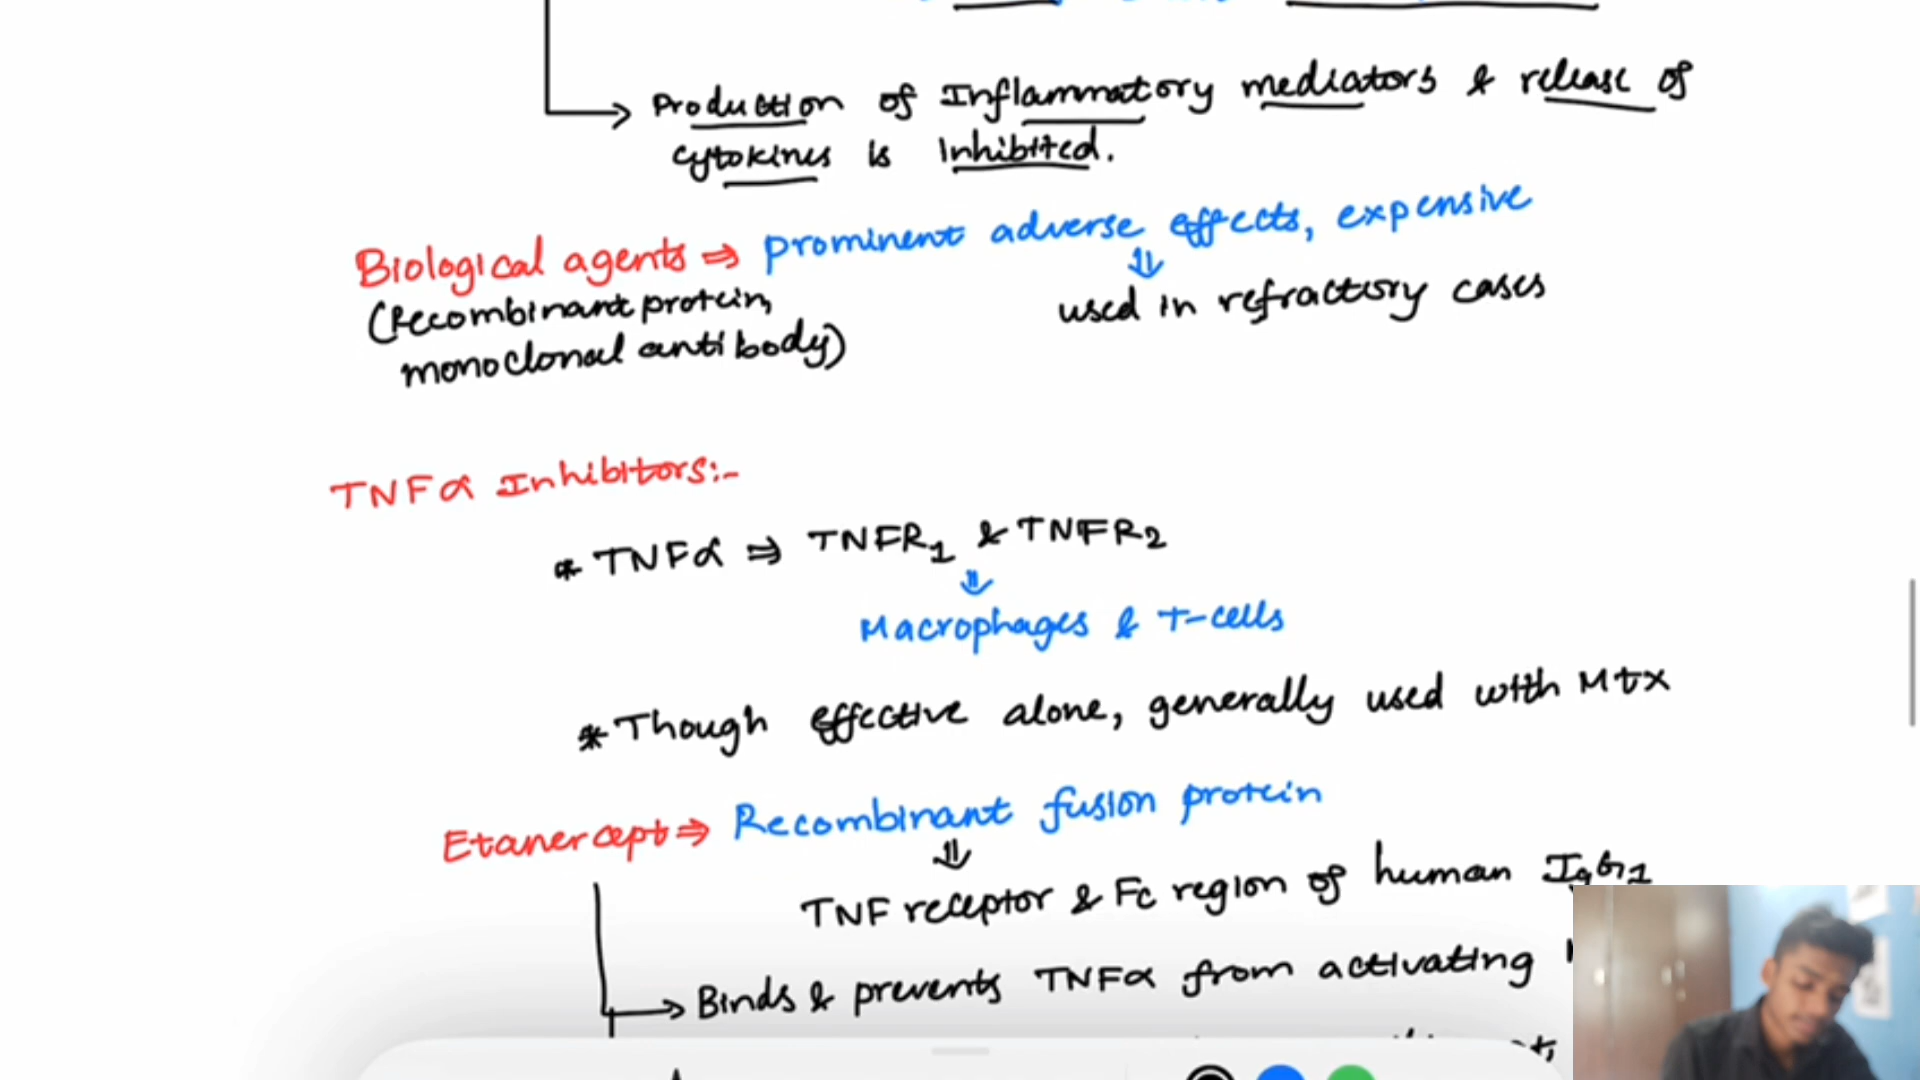 Production of Inflammatory mediators & release of
cytokines is Inhibited.
Biological agents ⇒ prominent adverse effects, expensive
⇓
(Recombinant protein, used in refractory cases
monoclonal antibody)
TNFα Inhibitors:-
* TNFα ⇒ TNFR1 & TNFR2
⇓
Macrophages & T-cells
* Though effective alone, generally used with Mtx
Etanercept ⇒ Recombinant fusion protein
⇓
TNF receptor & Fc region of human IgG1
Binds & prevents TNFα from activating